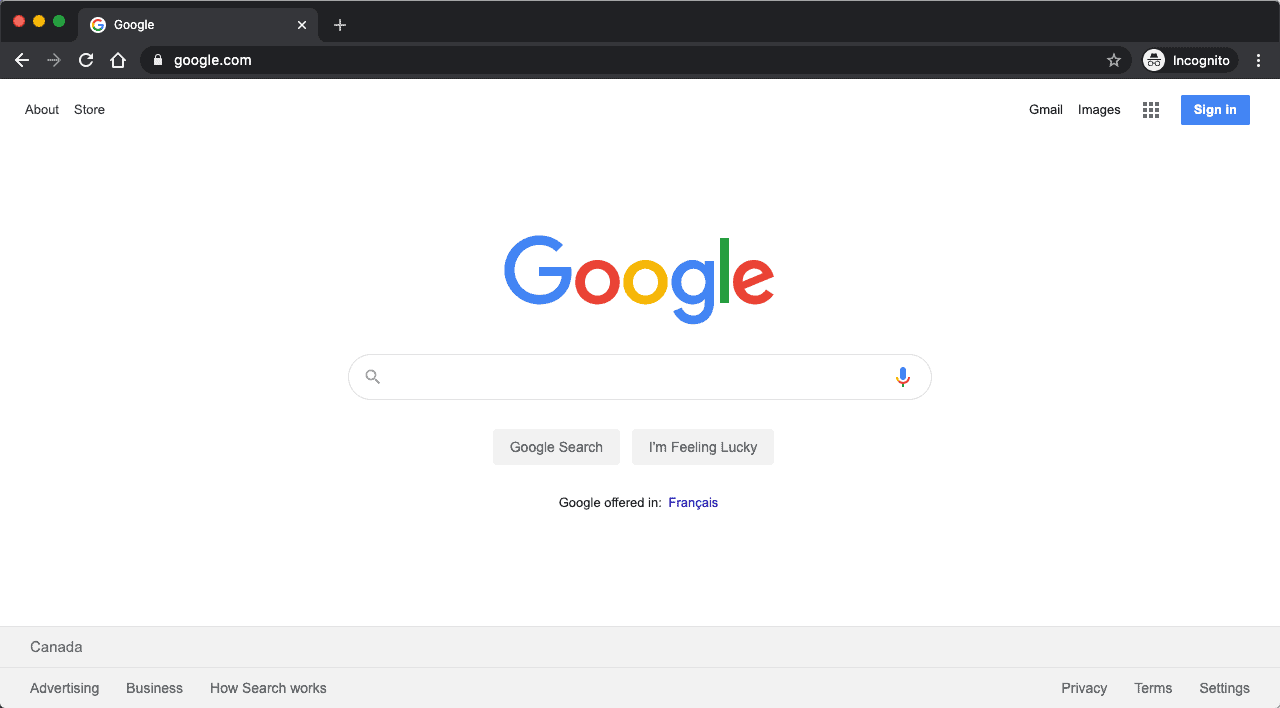 Google
google.com
Incognito
About Store
Gmail Images Sign in
Google
Google Search I'm Feeling Lucky
Google offered in: Français
Canada
Advertising Business How Search works
Privacy Terms Settings